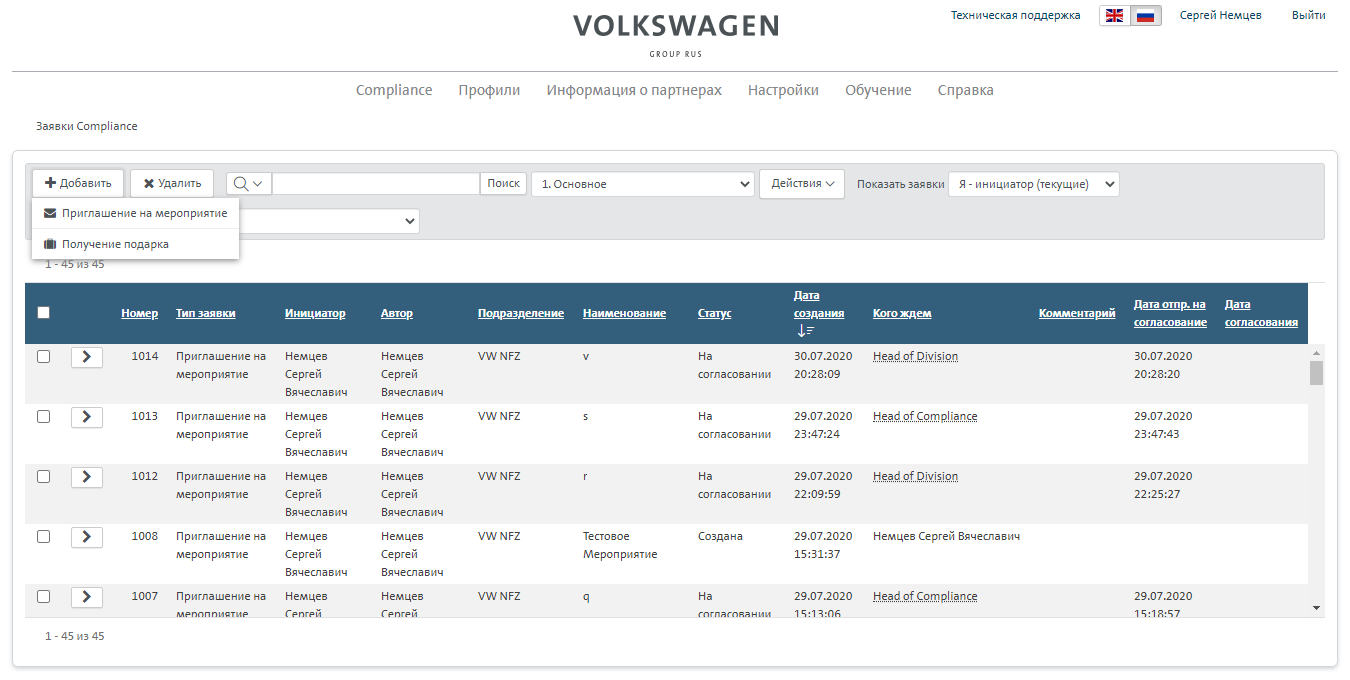 VOLKSWAGEN
GROUP RUS
Техническая поддержка Сергей Немцев Выйти
Compliance Профили Информация о партнерах Настройки Обучение Справка
Заявки Compliance
Добавить Удалить Поиск 1. Основное Действия Показать заявки Я - инициатор (текущие)
Приглашение на мероприятие
Получение подарка
1 - 45 из 45
Номер Тип заявки Инициатор Автор Подразделение Наименование Статус Дата создания Кого ждем Комментарий Дата отпр. на согласование Дата согласования
1014 Приглашение на Немцев Немцев VW NFZ v На 30.07.2020 Head of Division 30.07.2020
мероприятие Сергей Сергей согласовании 20:28:09 20:28:20
Вячеславич Вячеславич
1013 Приглашение на Немцев Немцев VW NFZ s На 29.07.2020 Head of Compliance 29.07.2020
мероприятие Сергей Сергей согласовании 23:47:24 23:47:43
Вячеславич Вячеславич
1012 Приглашение на Немцев Немцев VW NFZ r На 29.07.2020 Head of Division 29.07.2020
мероприятие Сергей Сергей согласовании 22:09:59 22:25:27
Вячеславич Вячеславич
1008 Приглашение на Немцев Немцев VW NFZ Тестовое Создана 29.07.2020 Немцев Сергей Вячеславич
мероприятие Сергей Сергей Мероприятие 15:31:37
Вячеславич Вячеславич
1007 Приглашение на Немцев Немцев VW NFZ q На 29.07.2020 Head of Compliance 29.07.2020
мероприятие Сергей Сергей согласовании 15:13:06 15:18:57
1 - 45 из 45